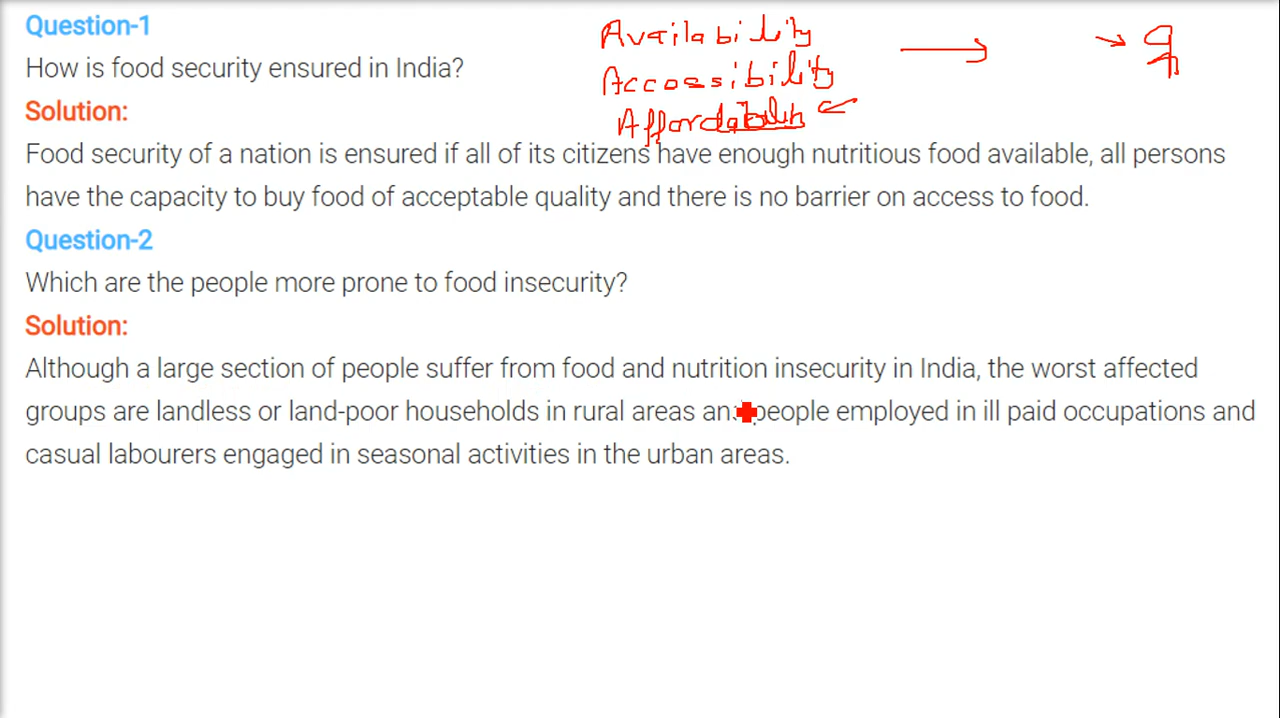 Question-1
Availability
How is food security ensured in India?
Accessibility
Solution:
Affordability
Food security of a nation is ensured if all of its citizens have enough nutritious food available, all persons
have the capacity to buy food of acceptable quality and there is no barrier on access to food.
Question-2
Which are the people more prone to food insecurity?
Solution:
Although a large section of people suffer from food and nutrition insecurity in India, the worst affected
groups are landless or land-poor households in rural areas and people employed in ill paid occupations and
casual labourers engaged in seasonal activities in the urban areas.